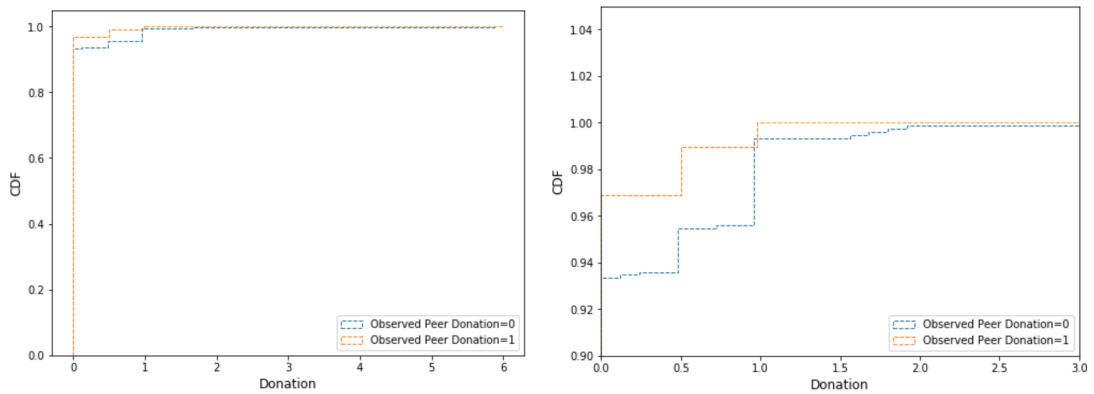 1.0
0.8
0.6
0.4
0.2
0.0
CDF
0 1 2 3 4 5 6
Donation
Observed Peer Donation=0
Observed Peer Donation=1
1.04
1.02
1.00
0.98
0.96
0.94
0.92
0.90
CDF
0.0 0.5 1.0 1.5 2.0 2.5 3.0
Donation
Observed Peer Donation=0
Observed Peer Donation=1